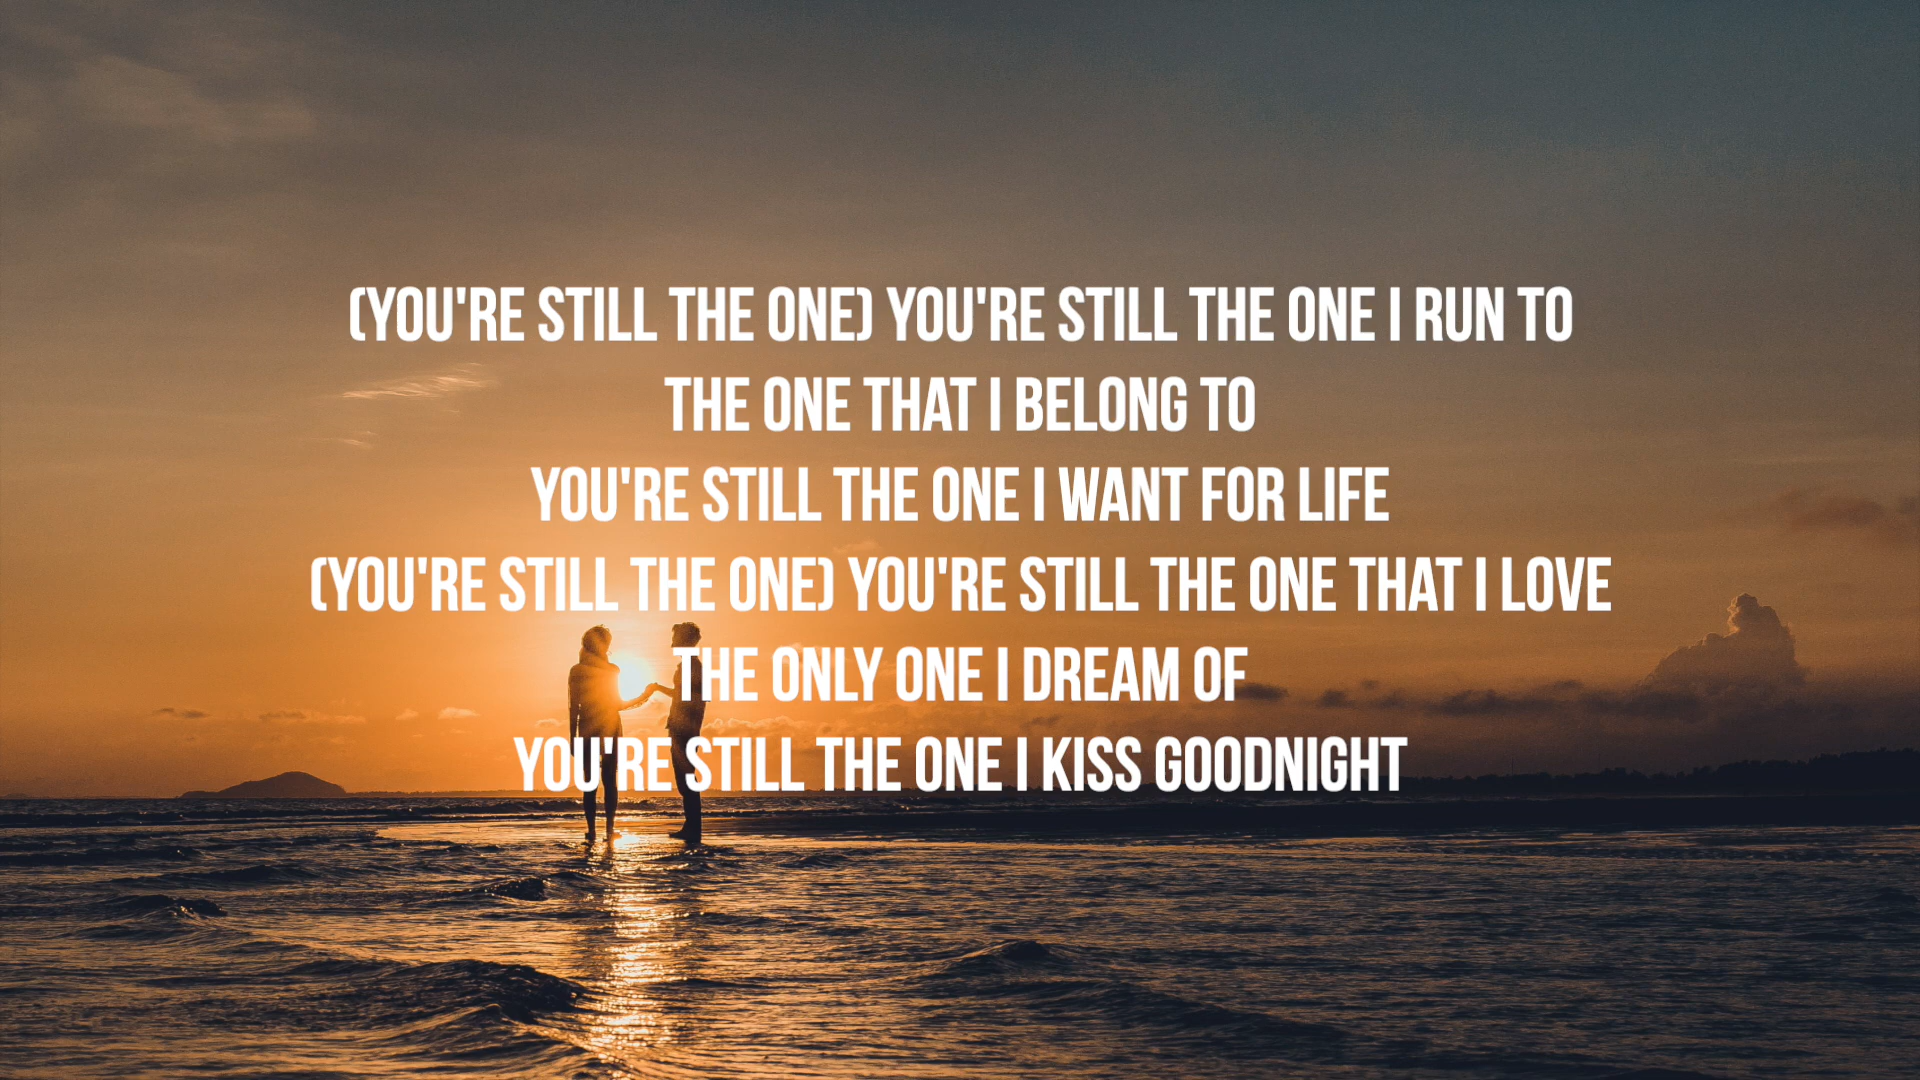 (YOU'RE STILL THE ONE) YOU'RE STILL THE ONE I RUN TO
THE ONE THAT I BELONG TO
YOU'RE STILL THE ONE I WANT FOR LIFE
(YOU'RE STILL THE ONE) YOU'RE STILL THE ONE THAT I LOVE
THE ONLY ONE I DREAM OF
YOU'RE STILL THE ONE I KISS GOODNIGHT